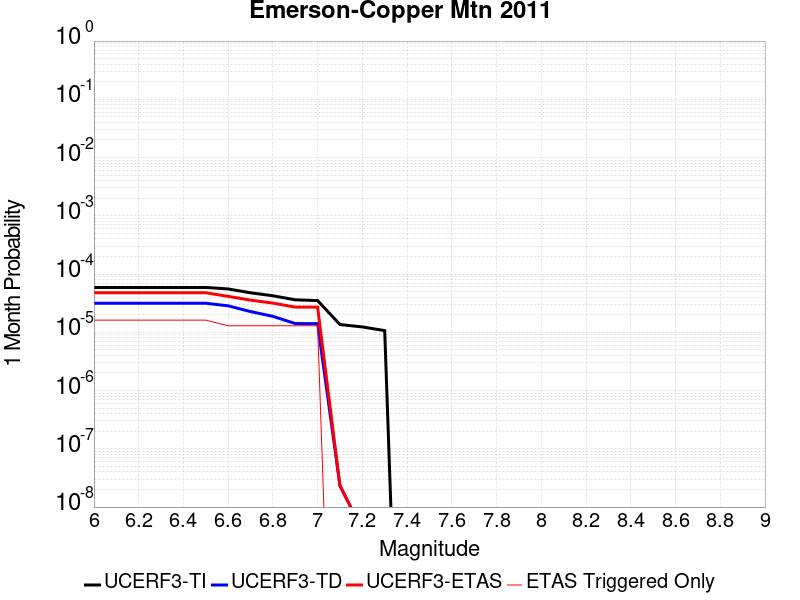 Emerson-Copper Mtn 2011
10^0
10^-1
10^-2
10^-3
10^-4
10^-5
10^-6
10^-7
10^-8
1 Month Probability
6 6.2 6.4 6.6 6.8 7 7.2 7.4 7.6 7.8 8 8.2 8.4 8.6 8.8 9
Magnitude
UCERF3-TI UCERF3-TD UCERF3-ETAS ETAS Triggered Only